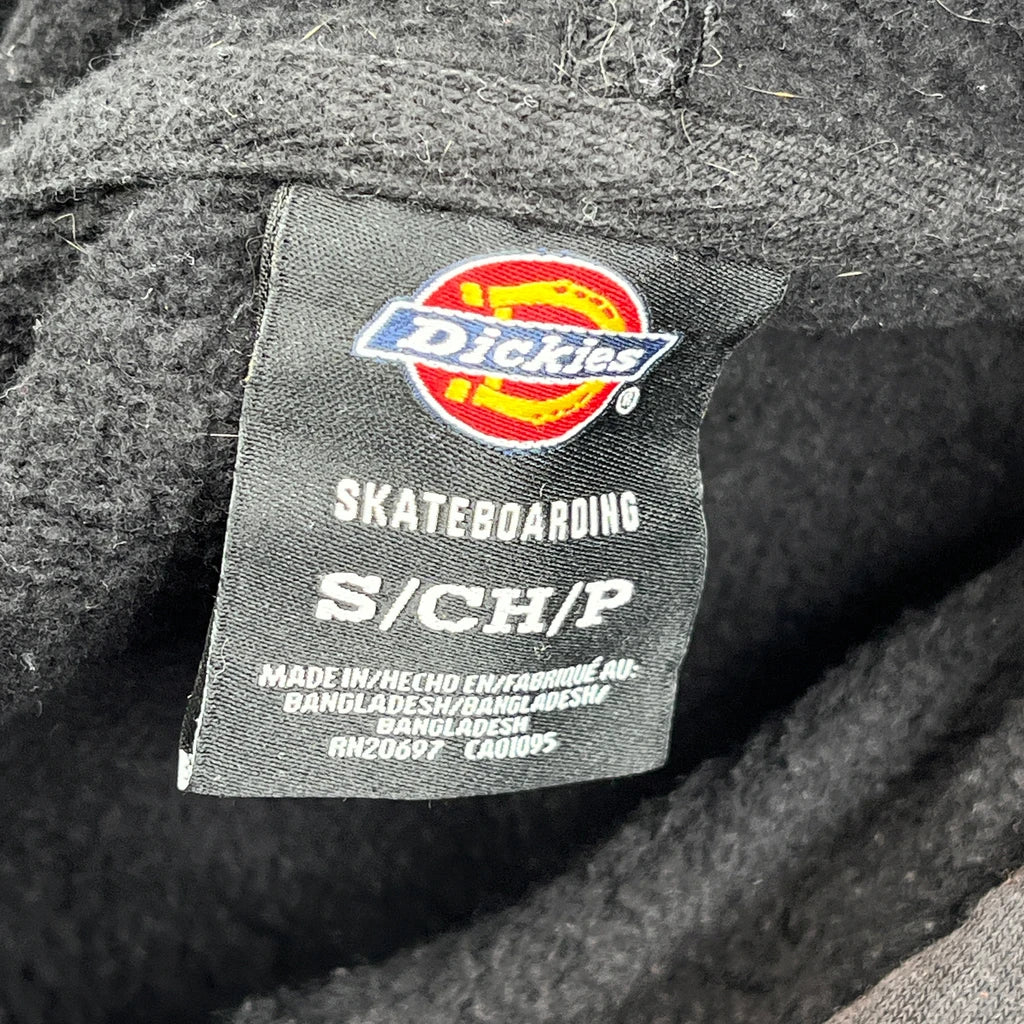 Dickies
®
SKATEBOARDING
S/CH/P
MADE IN/HECHO EN/FABRIQUÉ AU:
BANGLADESH/BANGLADESH/
BANGLADESH
RN20697 CA01095